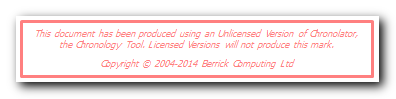 This document has been produced using an Unlicensed Version of Chronolator,
the Chronology Tool. Licensed Versions will not produce this mark.
Copyright © 2004-2014 Berrick Computing Ltd